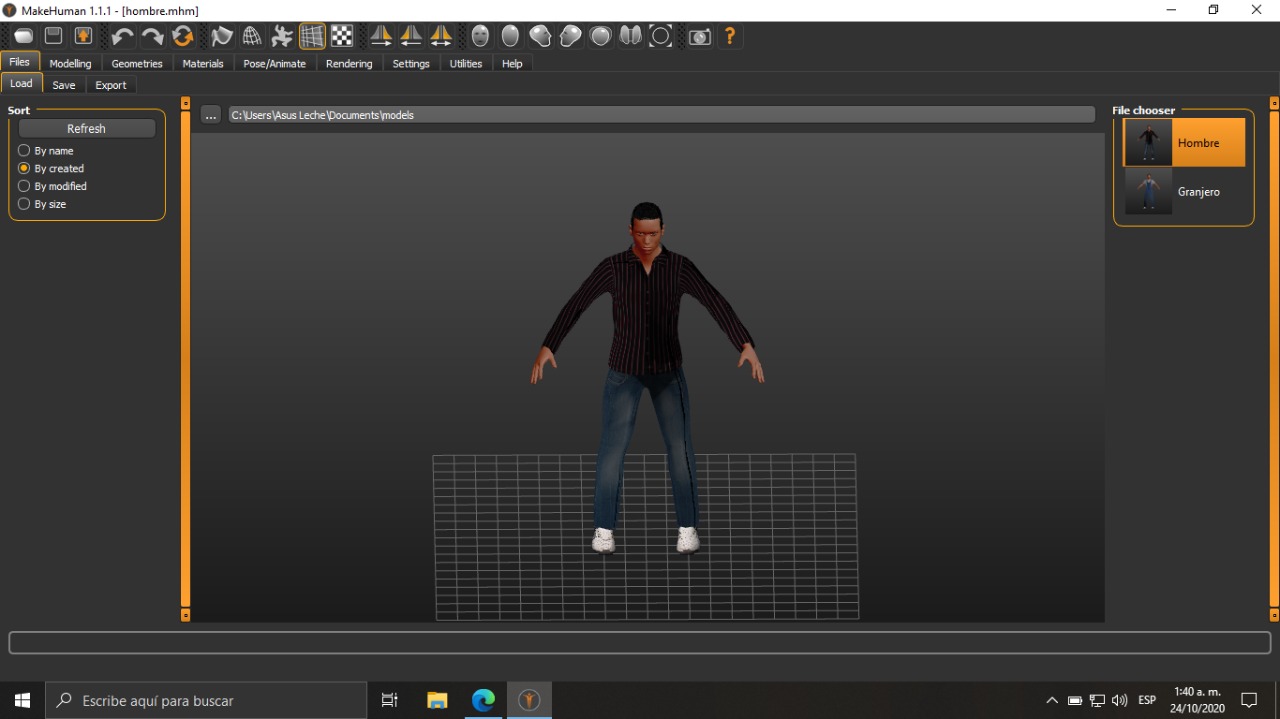 MakeHuman 1.1.1 - [hombre.mhm]
Files Modelling Geometries Materials Pose/Animate Rendering Settings Utilities Help
Load Save Export
Sort
Refresh
By name
By created
By modified
By size
... C:\Users\Asus Leche\Documents\models
File chooser
Hombre
Granjero
Escribe aquí para buscar
ESP
1:40 a. m.
24/10/2020